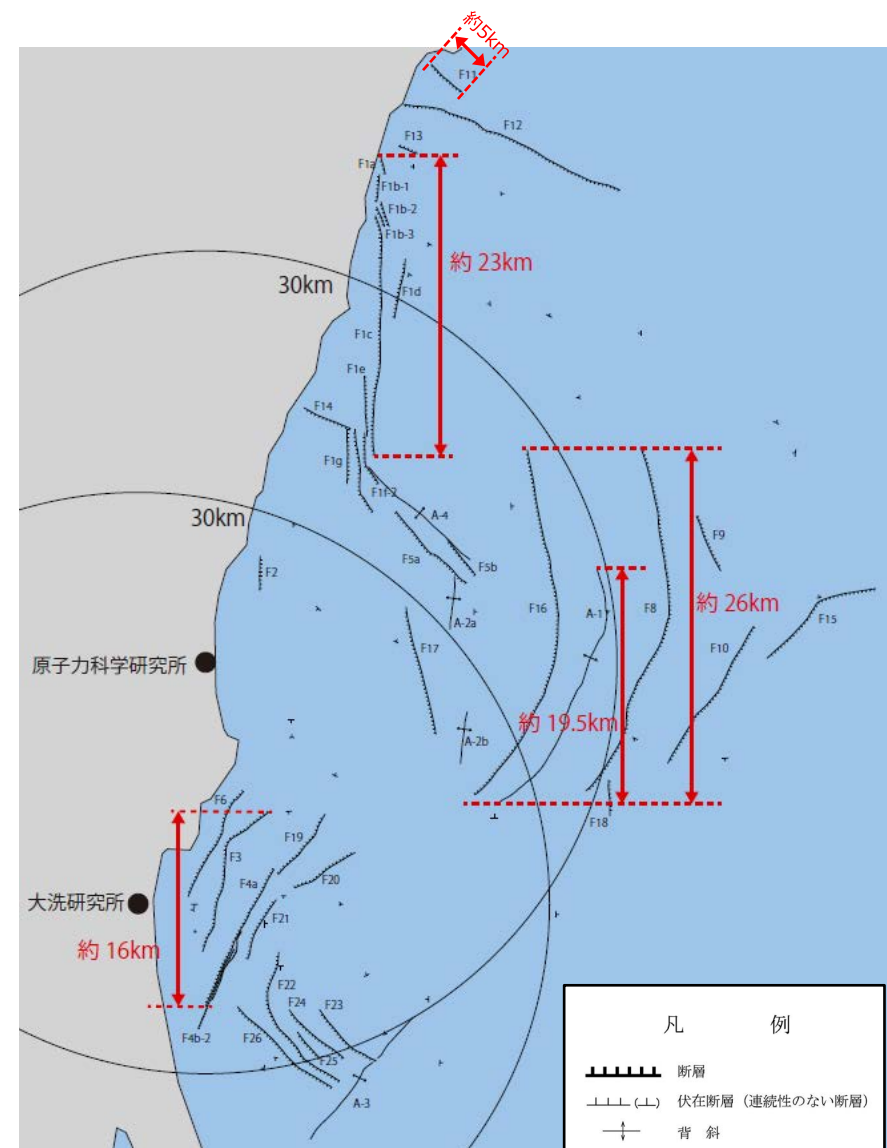 約5km
F11
F12
F13
F1a
F1b-1
F1b-2
F1b-3
約 23km
30km
F1d
F1c
F1e
F14
F1g
F1f-2
A-4
30km
F5a
F5b
F9
F2
A-2a
F16
A-1
F8
約 26km
F15
F17
F10
原子力科学研究所
約 19.5km
A-2b
F6
F18
F19
F3
F4a
F20
大洗研究所
F21
約 16km
F22
F24
F23
F4b-2
F26
F25
A-3
凡 例
断層
伏在断層（連続性のない断層）
背 斜